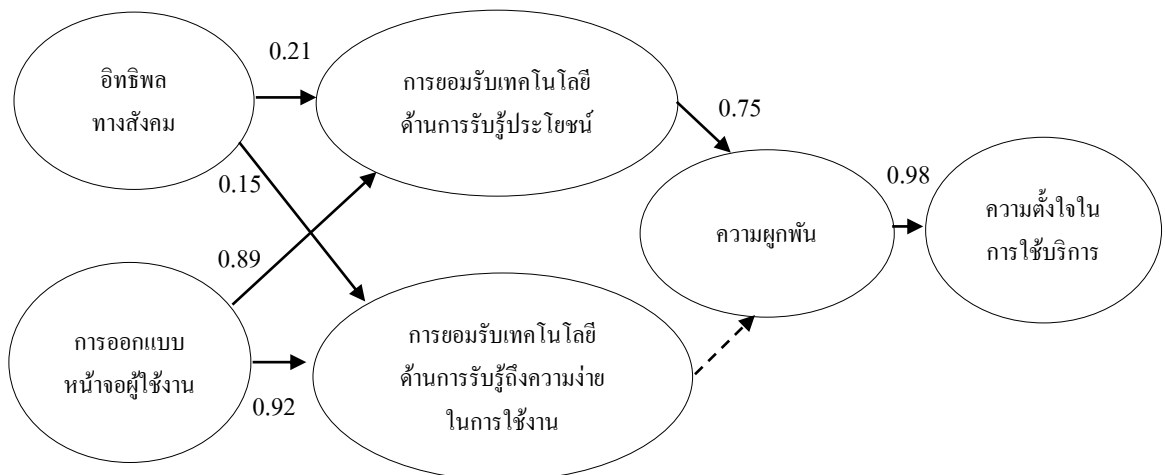 อิทธิพล
ทางสังคม
0.21
การยอมรับเทคโนโลยี
ด้านการรับรู้ประโยชน์
0.75
0.15
0.89
ความผูกพัน
0.98
ความตั้งใจใน
การใช้บริการ
การออกแบบ
หน้าจอผู้ใช้งาน
0.92
การยอมรับเทคโนโลยี
ด้านการรับรู้ถึงความง่าย
ในการใช้งาน